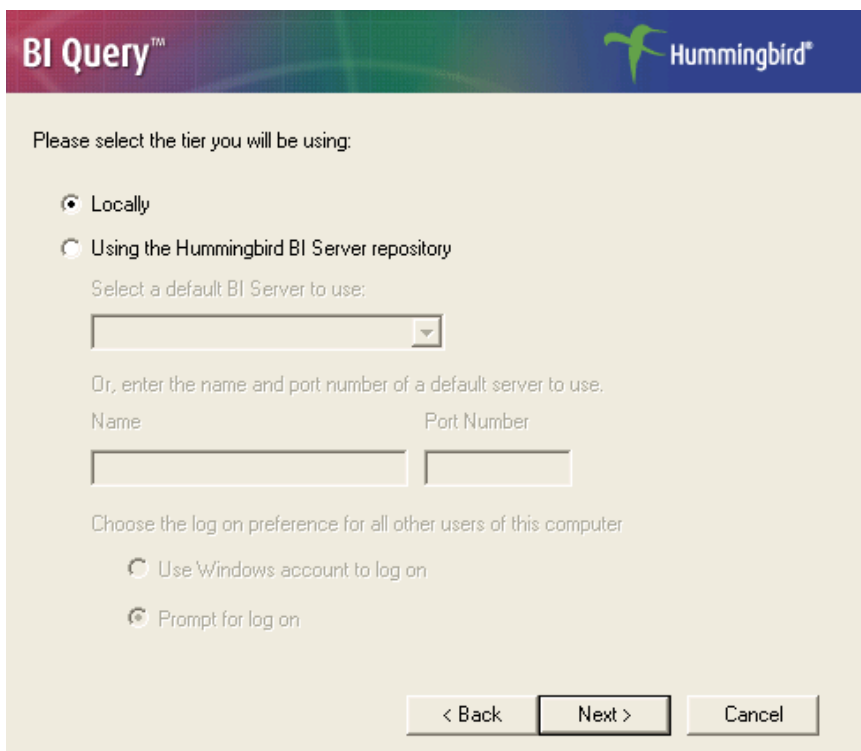 BI Query™
Hummingbird®
Please select the tier you will be using:
Locally
Using the Hummingbird BI Server repository
Select a default BI Server to use:
Or, enter the name and port number of a default server to use.
Name Port Number
Choose the log on preference for all other users of this computer
Use Windows account to log on
Prompt for log on
< Back Next > Cancel